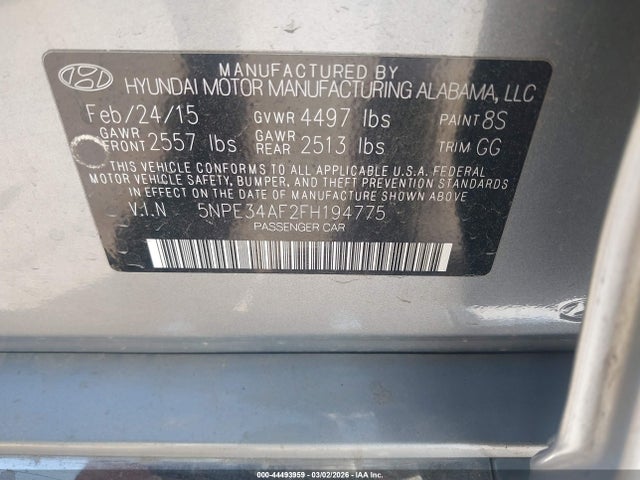 MANUFACTURED BY
HYUNDAI MOTOR MANUFACTURING ALABAMA, LLC
Feb/24/15 GVWR 4497 lbs PAINT 8S
GAWR FRONT 2557 lbs GAWR REAR 2513 lbs TRIM GG
THIS VEHICLE CONFORMS TO ALL APPLICABLE U.S.A. FEDERAL
MOTOR VEHICLE SAFETY, BUMPER, AND THEFT PREVENTION STANDARDS
IN EFFECT ON THE DATE OF MANUFACTURE SHOWN ABOVE.
V.I.N 5NPE34AF2FH194775
PASSENGER CAR
000-44493959 - 03/02/2026 - IAA, Inc.